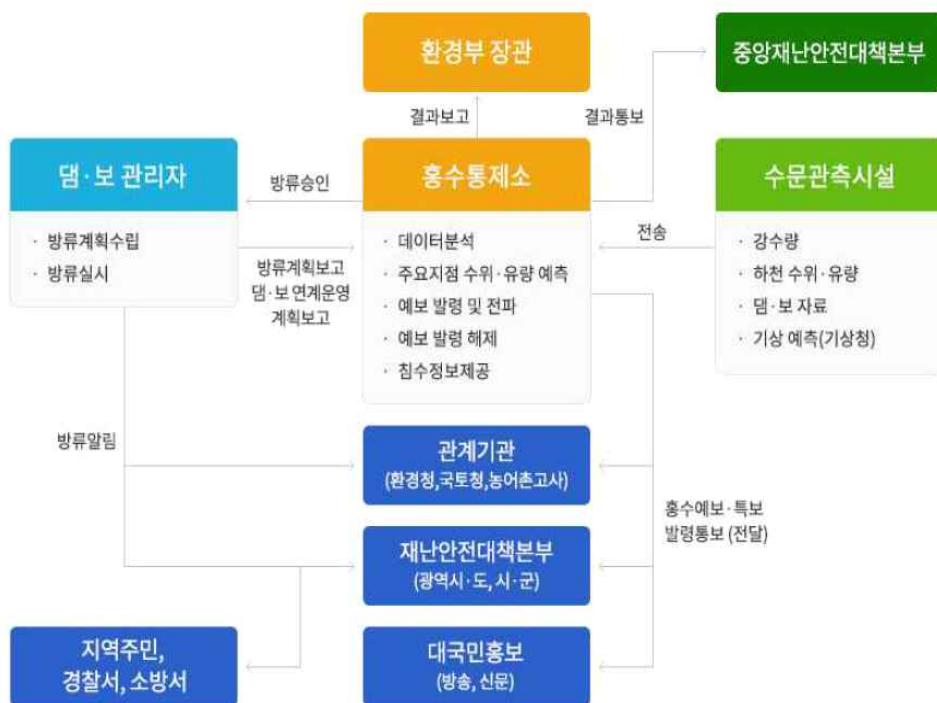 환경부 장관
중앙재난안전대책본부
결과보고
결과통보
댐·보 관리자
· 방류계획수립
· 방류실시
방류승인
방류계획보고
댐·보 연계운영
계획보고
홍수통제소
· 데이터분석
· 주요지점 수위·유량 예측
· 예보 발령 및 전파
· 예보 발령 해제
· 침수정보제공
전송
수문관측시설
· 강수량
· 하천 수위·유량
· 댐·보 자료
· 기상 예측(기상청)
방류알림
관계기관
(환경청,국토청,농어촌고사)
홍수예보·특보
발령통보 (전달)
재난안전대책본부
(광역시·도, 시·군)
지역주민,
경찰서, 소방서
대국민홍보
(방송, 신문)